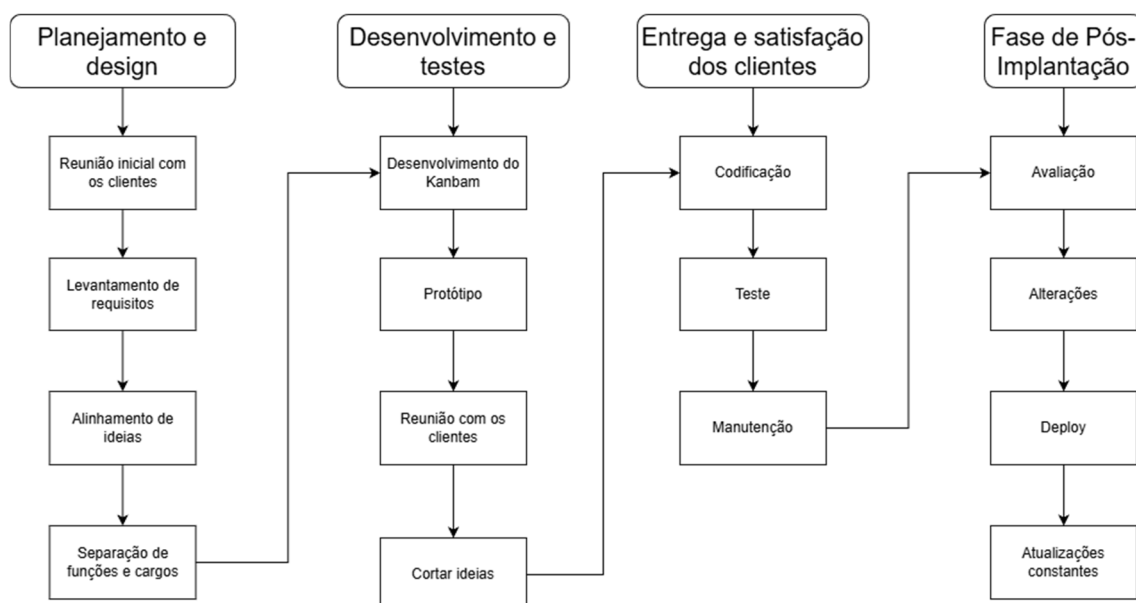 Planejamento e
design
Reunião inicial com
os clientes
Levantamento de
requisitos
Alinhamento de
ideias
Separação de
funções e cargos
Desenvolvimento e
testes
Desenvolvimento do
Kanbam
Protótipo
Reunião com os
clientes
Cortar ideias
Entrega e satisfação
dos clientes
Codificação
Teste
Manutenção
Fase de Pós-
Implantação
Avaliação
Alterações
Deploy
Atualizações
constantes